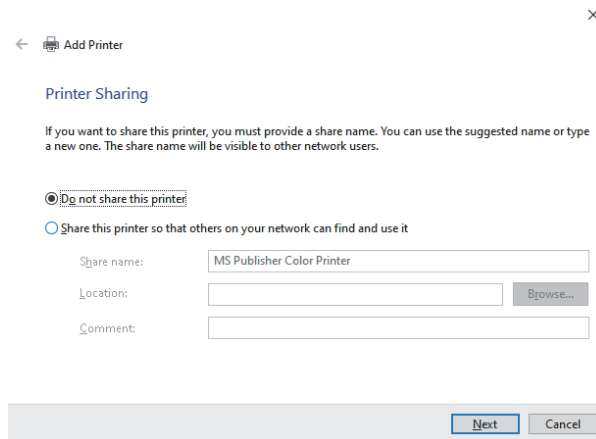 Add Printer
Printer Sharing
If you want to share this printer, you must provide a share name. You can use the suggested name or type
a new one. The share name will be visible to other network users.
Do not share this printer
Share this printer so that others on your network can find and use it
Share name: MS Publisher Color Printer
Location: Browse...
Comment:
Next Cancel